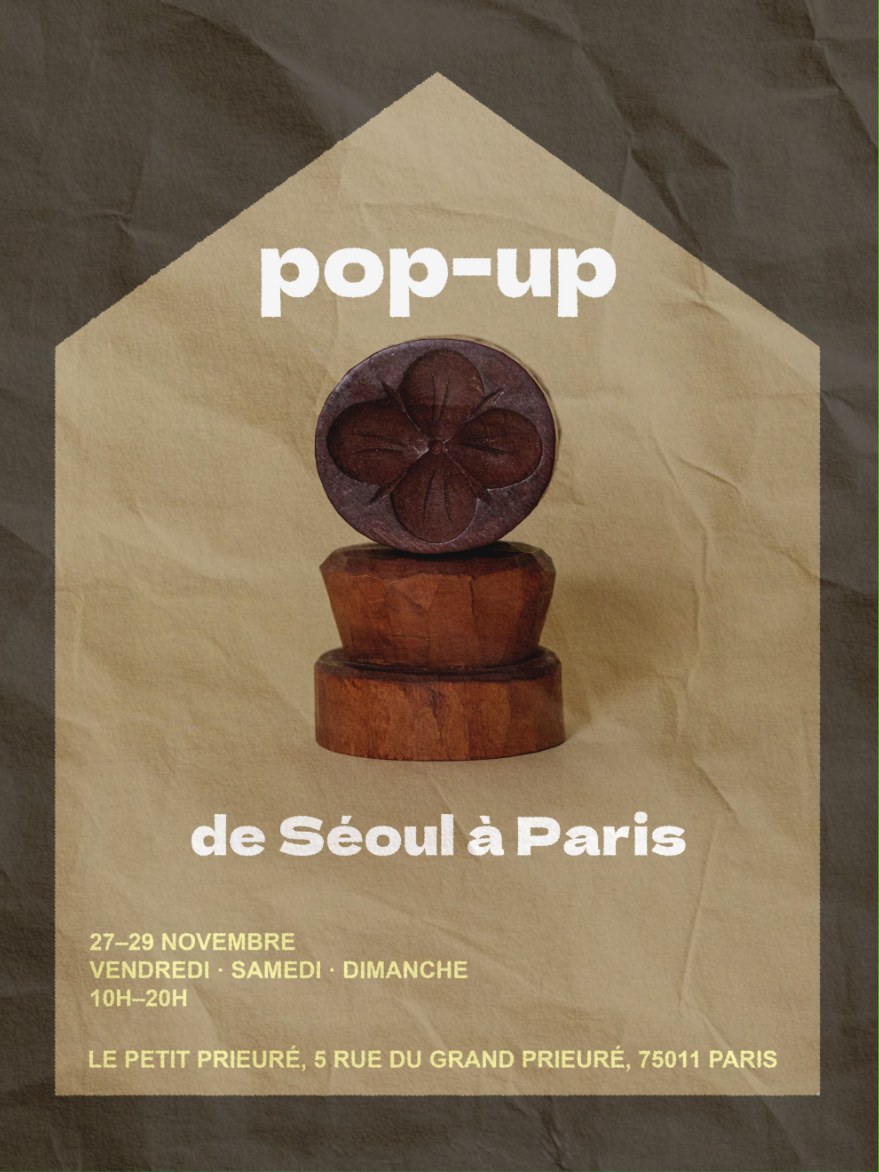 pop-up
de Séoul à Paris
27–29 NOVEMBRE
VENDREDI · SAMEDI · DIMANCHE
10H–20H
LE PETIT PRIEURÉ, 5 RUE DU GRAND PRIEURÉ, 75011 PARIS